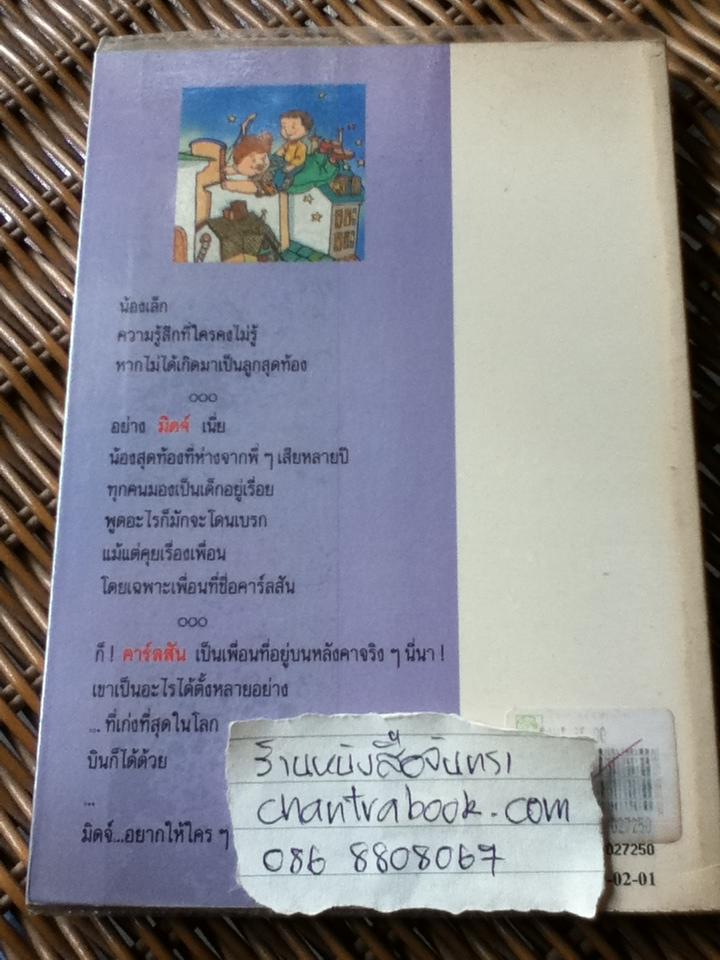 น้องเล็ก
ความรู้สึกที่ใครคงไม่รู้
หากไม่ได้เกิดมาเป็นลูกสุดท้อง
๐๐๐
อย่าง มิดจ์ เนี่ย
น้องสุดท้องที่ห่างจากพี่ ๆ เสียหลายปี
ทุกคนมองเป็นเด็กอยู่เรื่อย
พูดอะไรก็มักจะโดนเบรก
แม้แต่คุยเรื่องเพื่อน
โดยเฉพาะเพื่อนที่ชื่อคาร์ลสัน
๐๐๐
ก็ ! คาร์ลสัน เป็นเพื่อนที่อยู่บนหลังคาจริง ๆ นี่นา !
เขาเป็นอะไรได้ตั้งหลายอย่าง
... ที่เก่งที่สุดในโลก
บินก็ได้ด้วย
...
มิดจ์...อยากให้ใคร ๆ
ร้านหนังสือจันทรา
chantrabook.com
086 8808067
027250
027250
-02-01